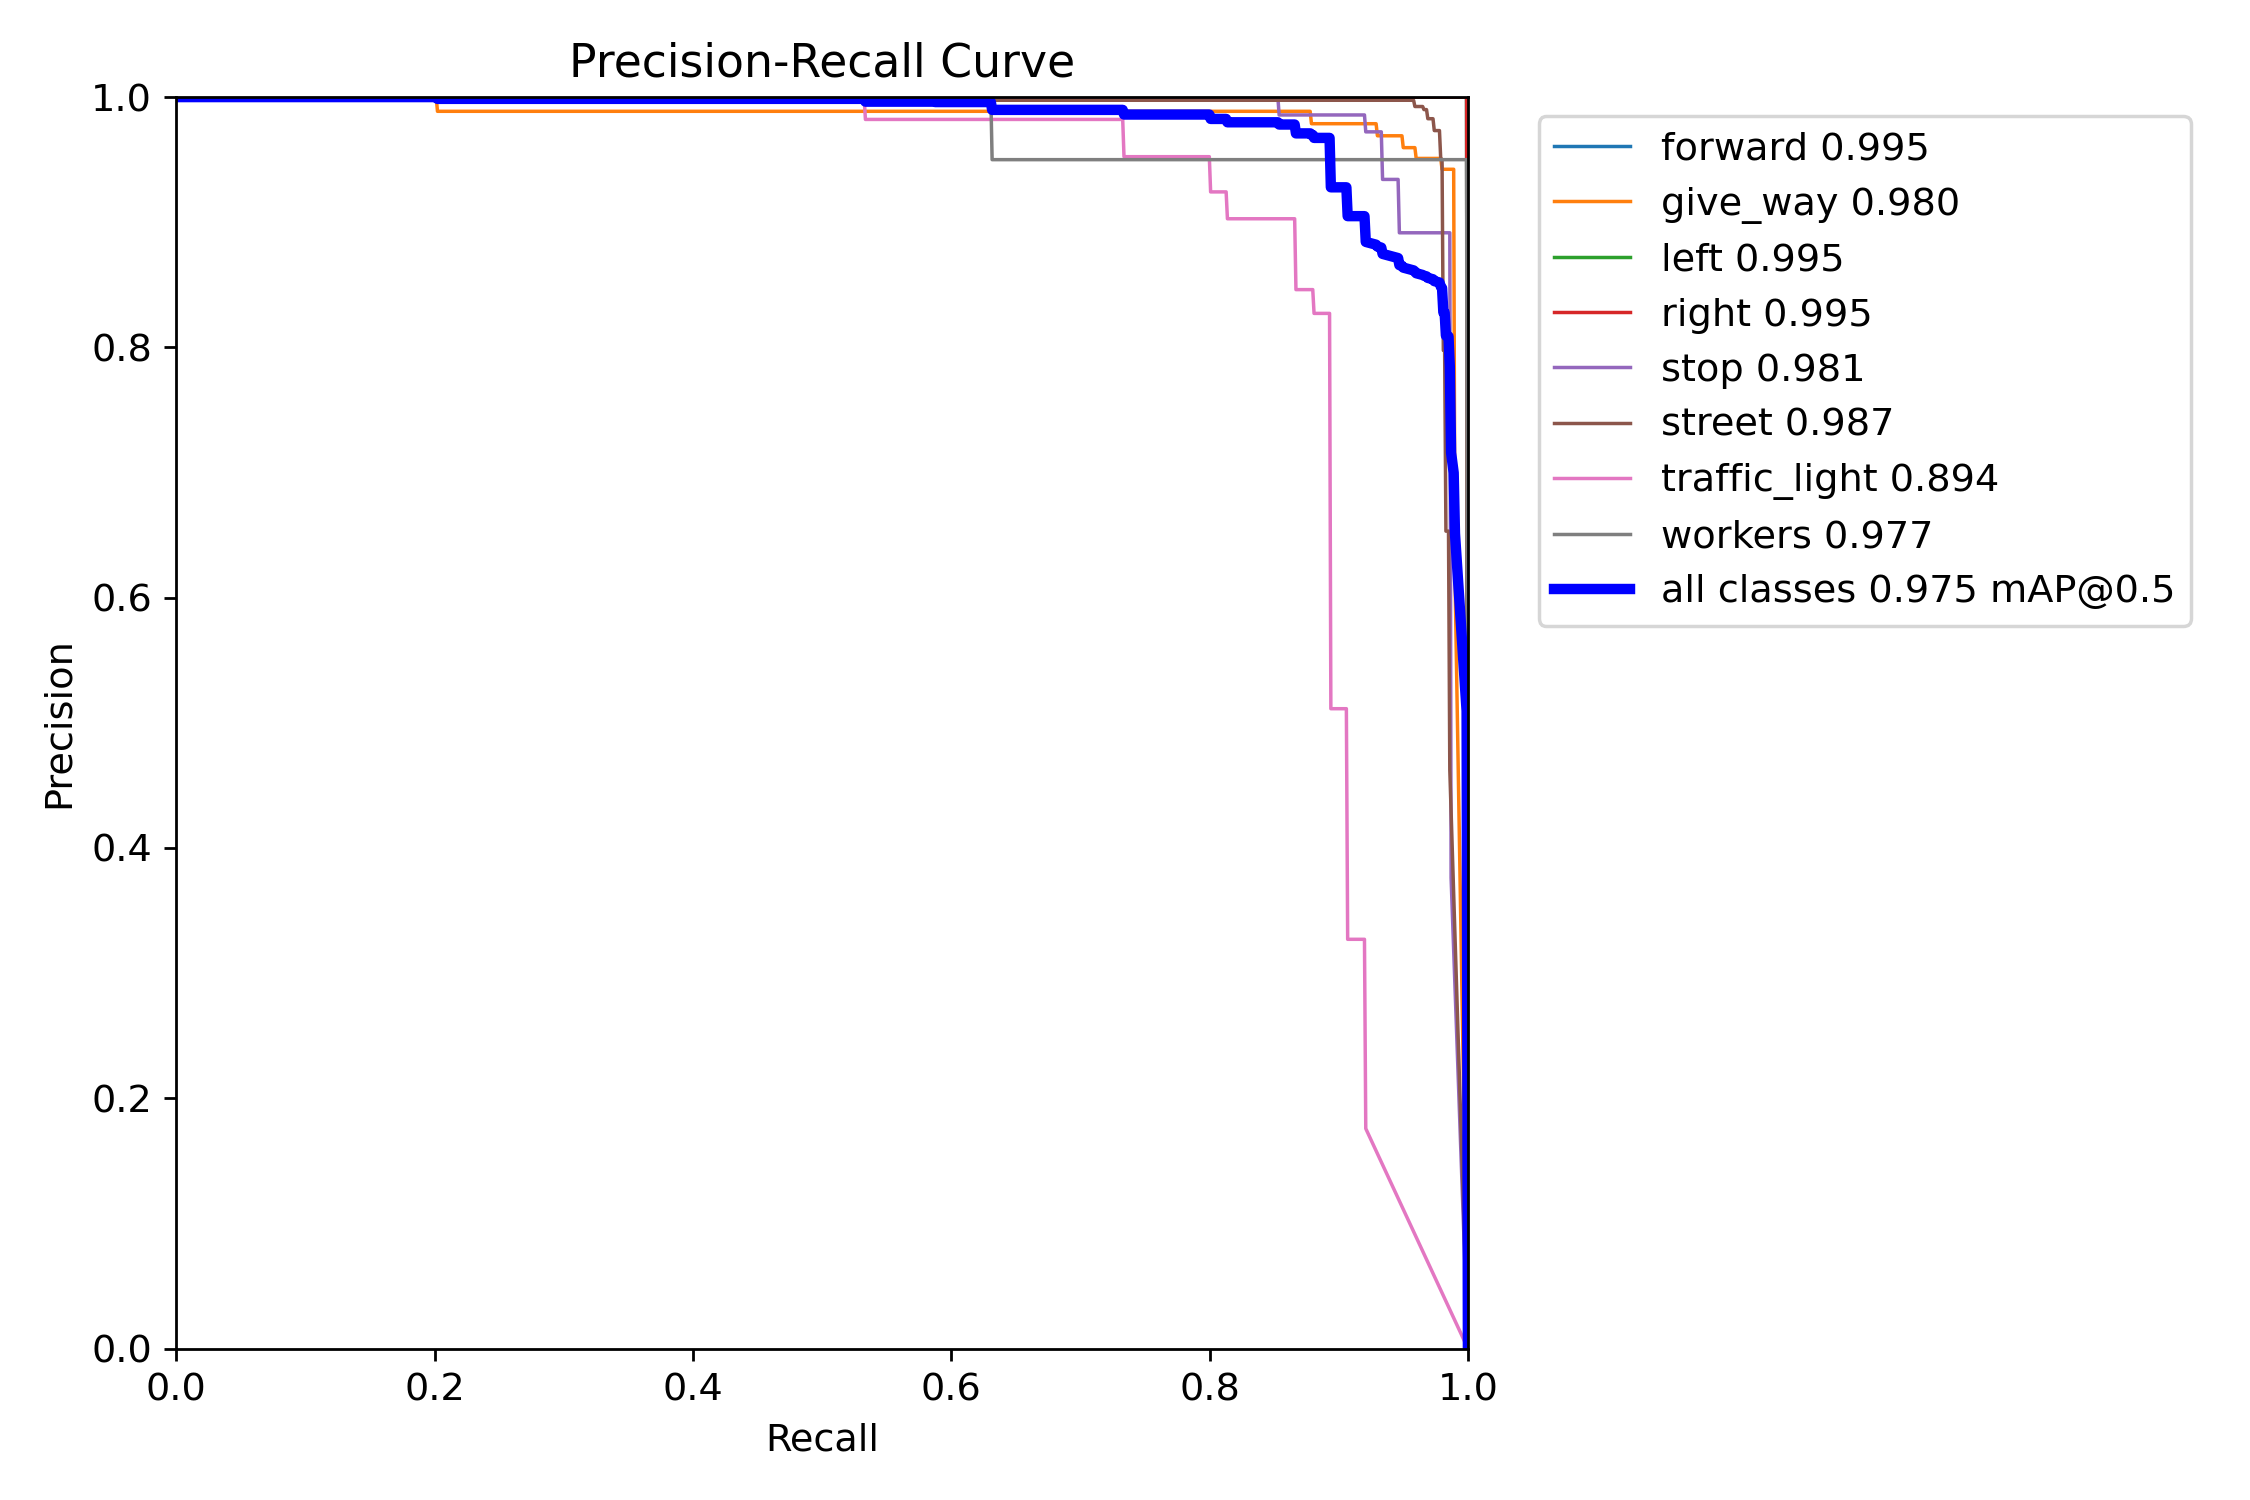 Precision-Recall Curve
1.0
0.8
0.6
0.4
0.2
0.0
Precision
0.0 0.2 0.4 0.6 0.8 1.0
Recall
forward 0.995
give_way 0.980
left 0.995
right 0.995
stop 0.981
street 0.987
traffic_light 0.894
workers 0.977
all classes 0.975 mAP@0.5